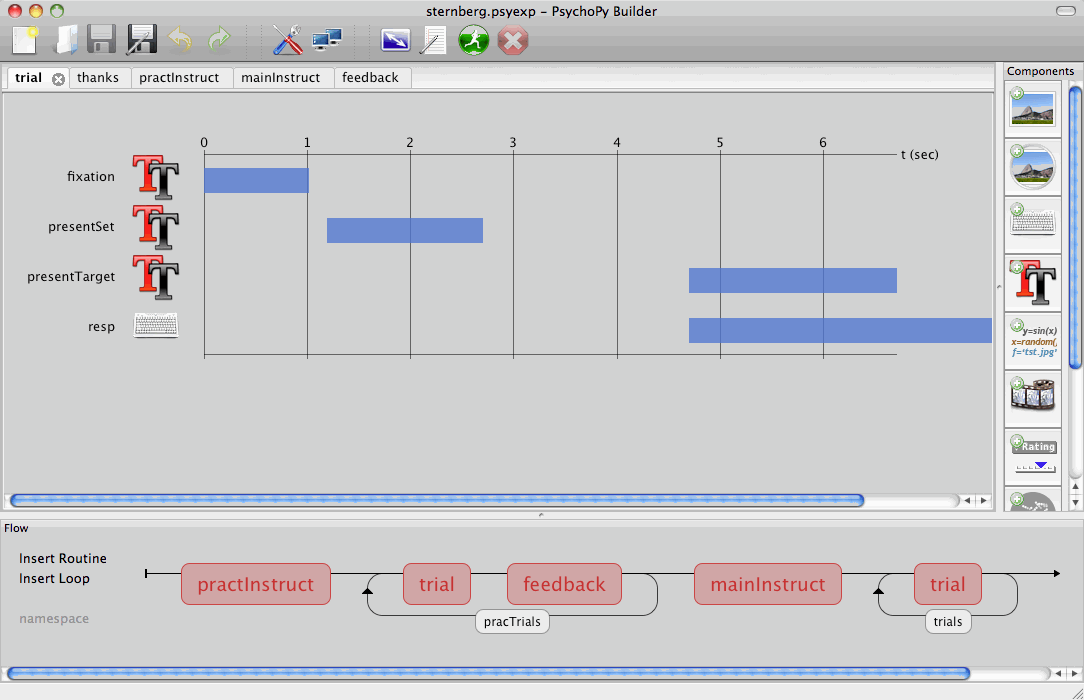 sternberg.psyexp – PsychoPy Builder
trial thanks practInstruct mainInstruct feedback
Components
0 1 2 3 4 5 6
t (sec)
fixation
presentSet
presentTarget
resp
y=sin(x)
x=random(,
f='tst.jpg'
Rating
Flow
Insert Routine
Insert Loop
namespace
practInstruct trial feedback mainInstruct trial
pracTrials trials